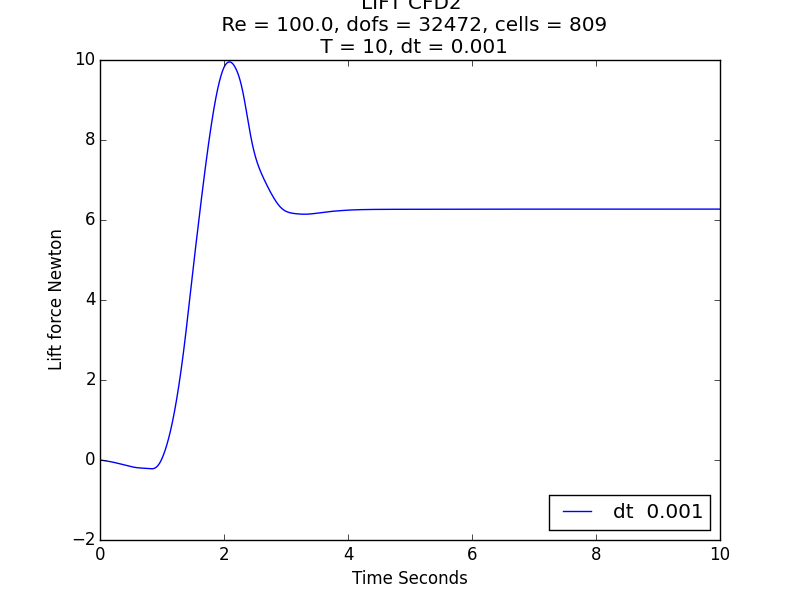 LIFT CFD2
Re = 100.0, dofs = 32472, cells = 809
T = 10, dt = 0.001
10
8
6
4
2
0
−2
Lift force Newton
0 2 4 6 8 10
Time Seconds
dt 0.001